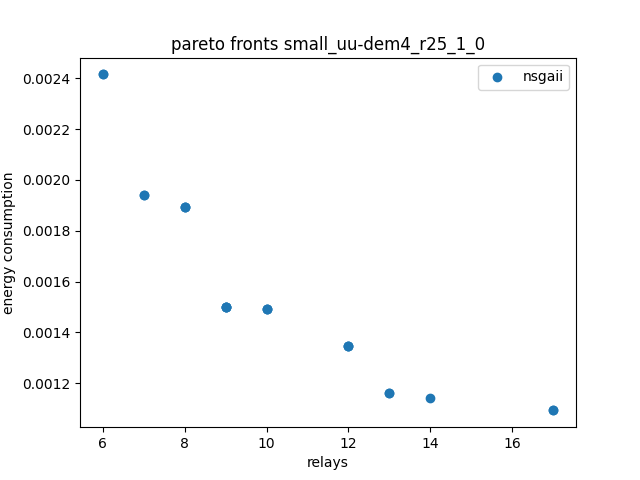 pareto fronts small_uu-dem4_r25_1_0
nsgaii
energy consumption
0.0024
0.0022
0.0020
0.0018
0.0016
0.0014
0.0012
6 8 10 12 14 16
relays